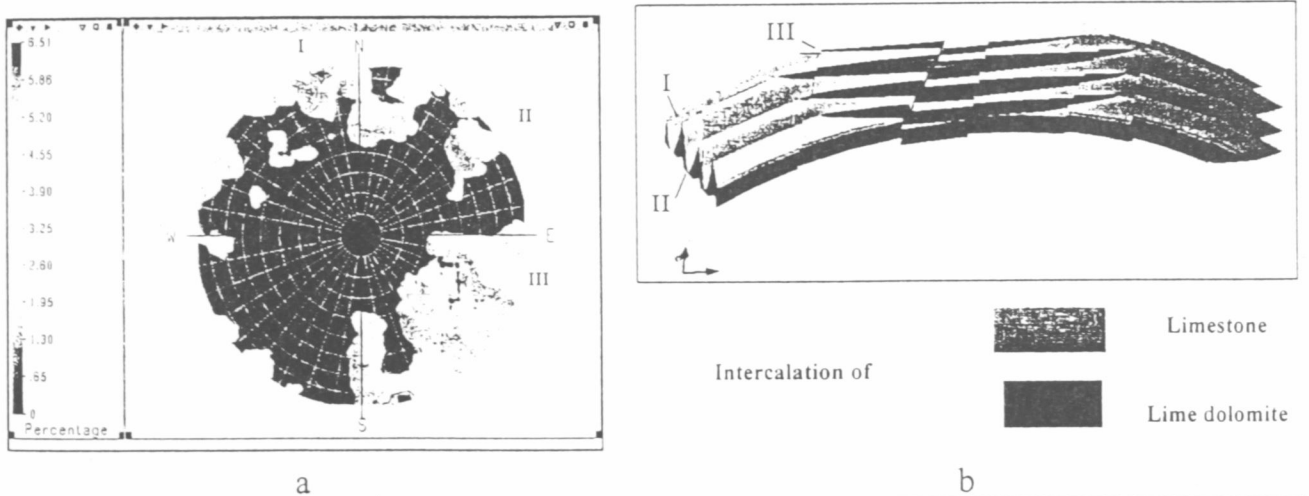 I
N
II
W
E
III
S
6.51
5.86
5.20
4.55
3.90
3.25
2.60
1.95
1.30
.65
0
Percentage
a
III
I
II
Intercalation of
Limestone
Lime dolomite
b